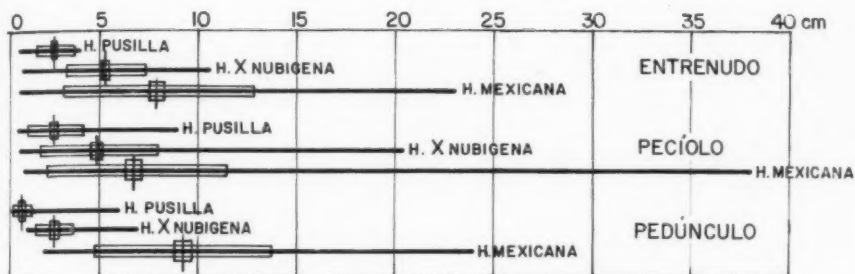 0 5 10 15 20 25 30 35 40 cm
H. PUSILLA
H. X NUBIGENA
ENTRENUDO
H. MEXICANA
H. PUSILLA
H. X NUBIGENA
PECÍOLO
H. MEXICANA
H. PUSILLA
H. X NUBIGENA
PEDÚNCULO
H. MEXICANA